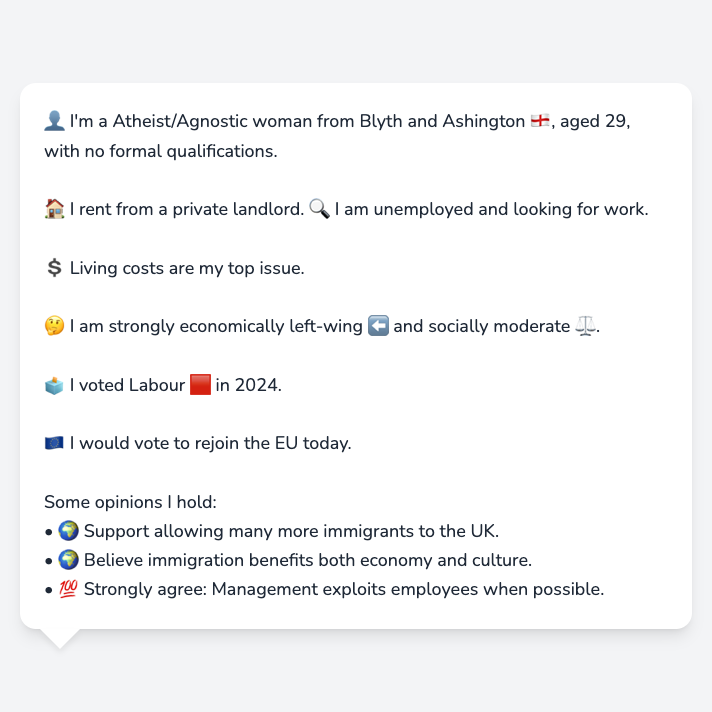 👤 I'm a Atheist/Agnostic woman from Blyth and Ashington 🏴󠁧󠁢󠁥󠁮󠁧󠁿, aged 29,
with no formal qualifications.
🏠 I rent from a private landlord. 🔍 I am unemployed and looking for work.
💲 Living costs are my top issue.
🤔 I am strongly economically left-wing ⬅️ and socially moderate ⚖️.
🗳️ I voted Labour 🟥 in 2024.
🇪🇺 I would vote to rejoin the EU today.
Some opinions I hold:
• 🌍 Support allowing many more immigrants to the UK.
• 🌍 Believe immigration benefits both economy and culture.
• 💯 Strongly agree: Management exploits employees when possible.